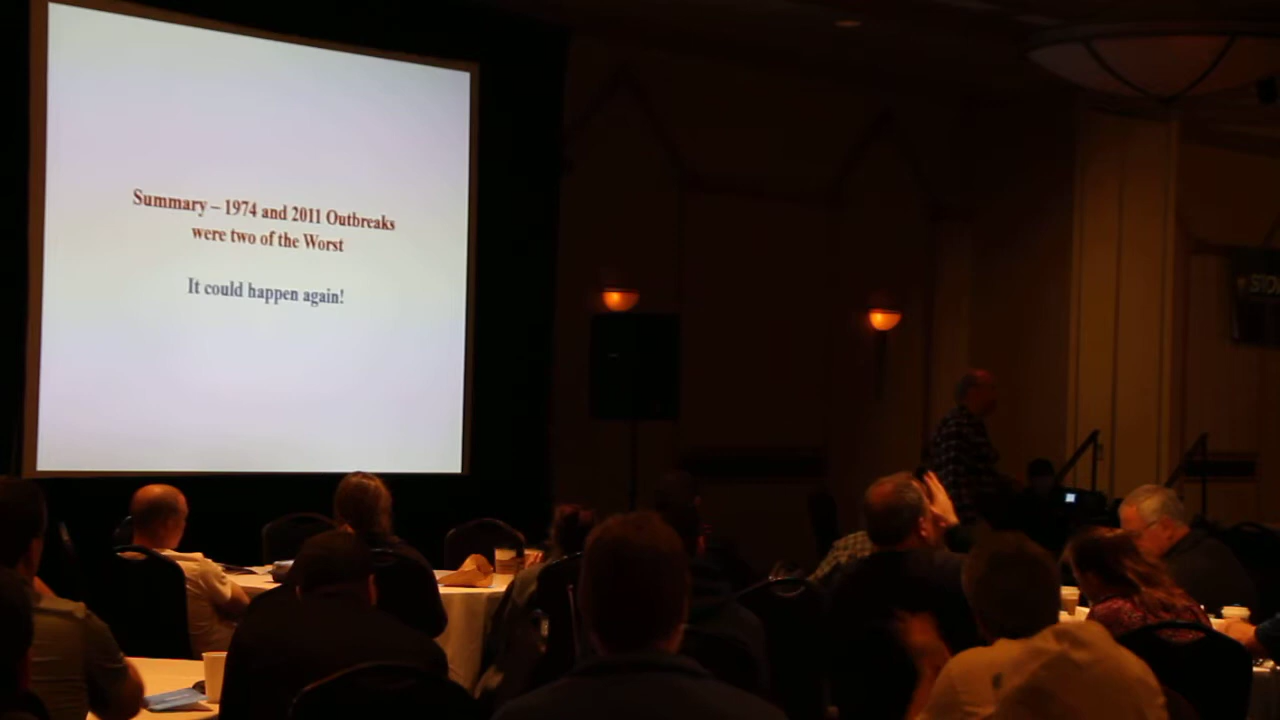 Summary – 1974 and 2011 Outbreaks
were two of the Worst
It could happen again!